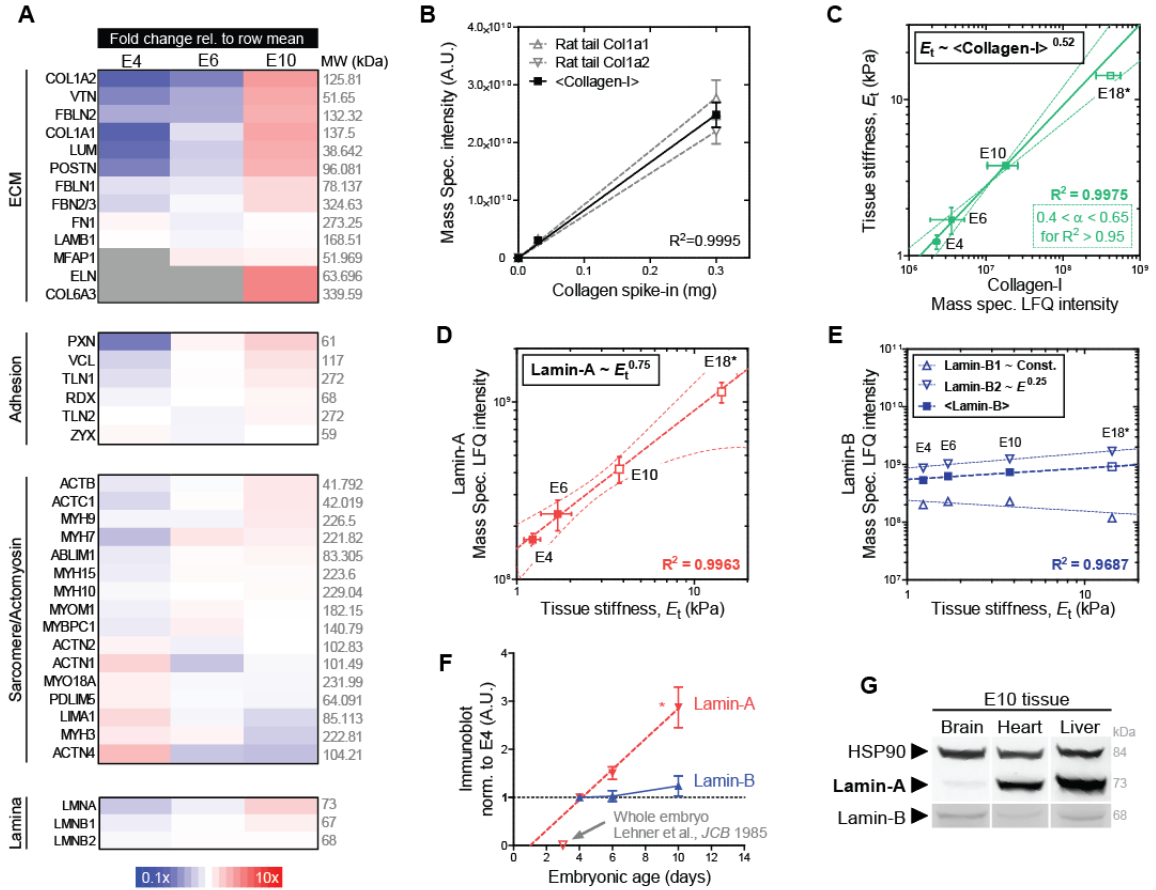 A
Fold change rel. to row mean
E4 E6 E10 MW (kDa)
ECM
COL1A2 125.81
VTN 51.65
FBLN2 132.32
COL1A1 137.5
LUM 38.642
POSTN 96.081
FBLN1 78.137
FBN2/3 324.63
FN1 273.25
LAMB1 168.51
MFAP1 51.969
ELN 63.696
COL6A3 339.59
Adhesion
PXN 61
VCL 117
TLN1 272
RDX 68
TLN2 272
ZYX 59
Sarcomere/Actomyosin
ACTB 41.792
ACTC1 42.019
MYH9 226.5
MYH7 221.82
ABLIM1 83.305
MYH15 223.6
MYH10 229.04
MYOM1 182.15
MYBPC1 140.79
ACTN2 102.83
ACTN1 101.49
MYO18A 231.99
PDLIM5 64.091
LIMA1 85.113
MYH3 222.81
ACTN4 104.21
Lamina
LMNA 73
LMNB1 67
LMNB2 68
0.1x 10x
B
Mass Spec. intensity (A.U.)
4.0×10¹⁰
3.0×10¹⁰
2.0×10¹⁰
1.0×10¹⁰
0
Rat tail Col1a1
Rat tail Col1a2
<Collagen-I>
R²=0.9995
0.0 0.1 0.2 0.3
Collagen spike-in (mg)
C
Tissue stiffness, Eₜ (kPa)
Eₜ ~ <Collagen-I> ⁰·⁵²
10
1
E18*
E10
E6
E4
R² = 0.9975
0.4 < α < 0.65
for R² > 0.95
10⁶ 10⁷ 10⁸ 10⁹
Collagen-I
Mass spec. LFQ intensity
D
Lamin-A
Mass Spec. LFQ intensity
Lamin-A ~ Eₜ⁰·⁷⁵
10⁹
10⁸
E18*
E10
E6
E4
R² = 0.9963
1 10
Tissue stiffness, Eₜ (kPa)
E
Lamin-B
Mass Spec. LFQ intensity
10¹¹
10¹⁰
10⁹
10⁸
10⁷
Lamin-B1 ~ Const.
Lamin-B2 ~ E⁰·²⁵
<Lamin-B>
E4 E6 E10 E18*
R² = 0.9687
1 10
Tissue stiffness, Eₜ (kPa)
F
Immunoblot
norm. to E4 (A.U.)
4
3
2
1
0
* Lamin-A
Lamin-B
Whole embryo
Lehner et al., JCB 1985
0 2 4 6 8 10 12 14
Embryonic age (days)
G
E10 tissue
Brain Heart Liver kDa
HSP90 84
Lamin-A 73
Lamin-B 68